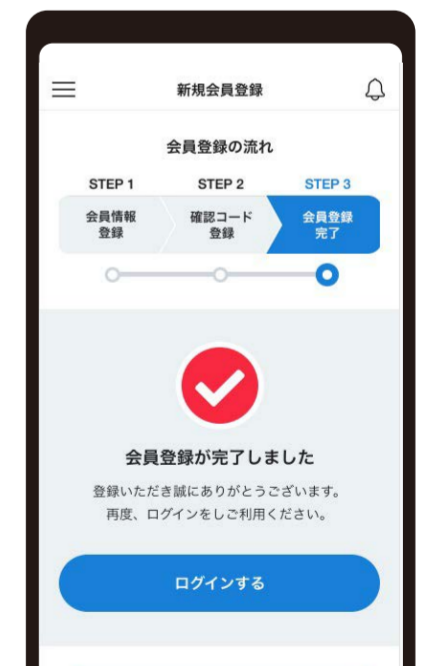 新規会員登録
会員登録の流れ
STEP 1
STEP 2
STEP 3
会員情報
登録
確認コード
登録
会員登録
完了
会員登録が完了しました
登録いただき誠にありがとうございます。
再度、ログインをしご利用ください。
ログインする